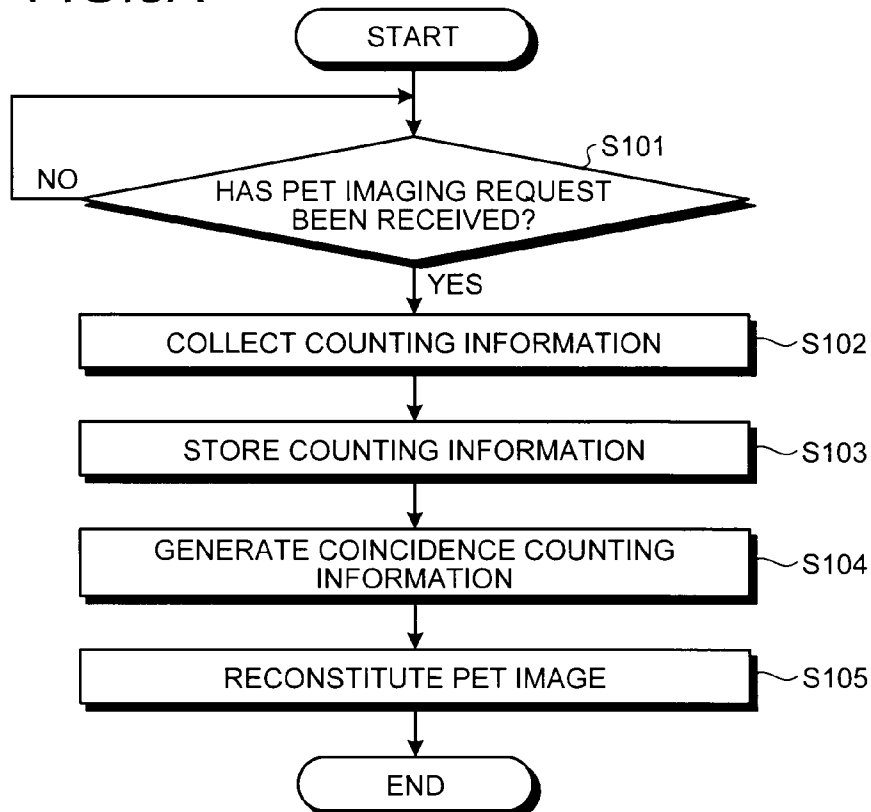 START
S101
NO
HAS PET IMAGING REQUEST
BEEN RECEIVED?
YES
COLLECT COUNTING INFORMATION
S102
STORE COUNTING INFORMATION
S103
GENERATE COINCIDENCE COUNTING
INFORMATION
S104
RECONSTITUTE PET IMAGE
S105
END